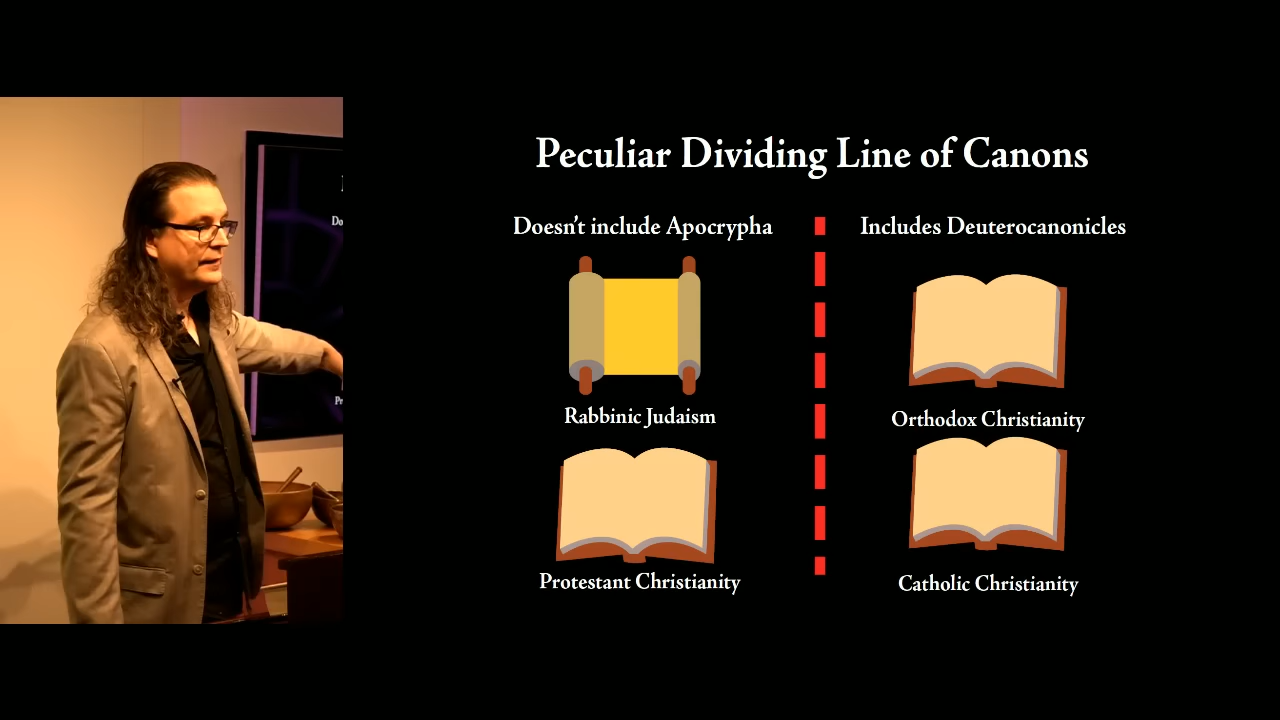 Peculiar Dividing Line of Canons
Doesn't include Apocrypha
Includes Deuterocanonicles
Rabbinic Judaism
Orthodox Christianity
Protestant Christianity
Catholic Christianity